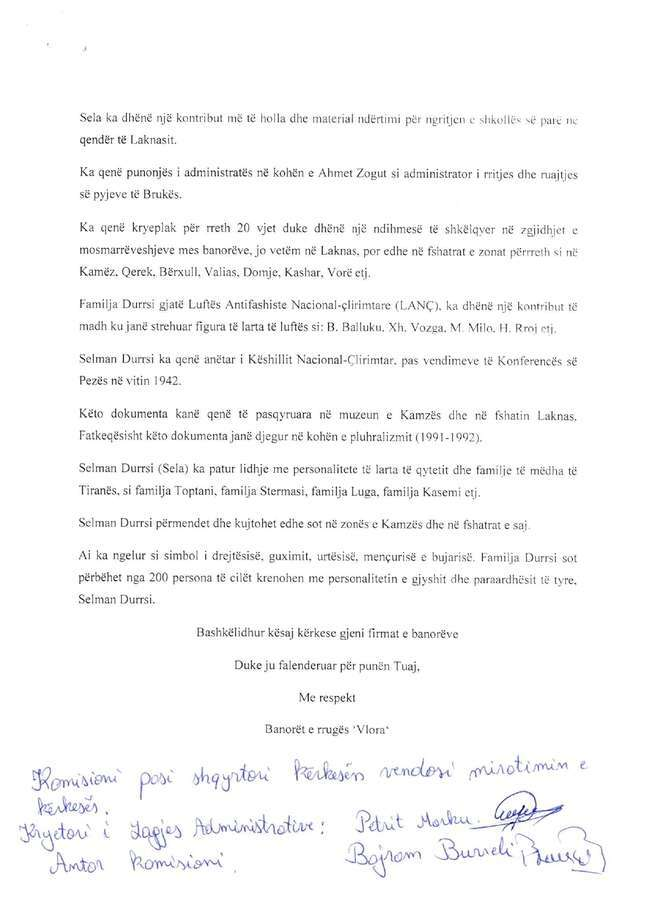 Sela ka dhënë një kontribut më të holla dhe material ndërtimi për ngritjen e shkollës së parë në
qendër të Laknasit.
Ka qenë punonjës i administratës në kohën e Ahmet Zogut si administrator i rritjes dhe ruajtjes
së pyjeve të Brukës.
Ka qenë kryeplak për rreth 20 vjet duke dhënë një ndihmesë të shkëlqyer në zgjidhjet e
mosmarrëveshjeve mes banorëve, jo vetëm në Laknas, por edhe në fshatrat e zonat përrreth si në
Kamëz, Qerek, Bërxull, Valias, Domje, Kashar, Vorë etj.
Familja Durrsi gjatë Luftës Antifashiste Nacional-çlirimtare (LANÇ), ka dhënë një kontribut të
madh ku janë strehuar figura të larta të luftës si: B. Balluku, Xh. Vozga, M. Milo, H. Rroj etj.
Selman Durrsi ka qenë anëtar i Këshillit Nacional-Çlirimtar, pas vendimeve të Konferencës së
Pezës në vitin 1942.
Këto dokumenta kanë qenë të pasqyruara në muzeun e Kamzës dhe në fshatin Laknas.
Fatkeqësisht këto dokumenta janë djegur në kohën e pluhralizmit (1991-1992).
Selman Durrsi (Sela) ka patur lidhje me personalitete të larta të qytetit dhe familje të mëdha të
Tiranës, si familja Toptani, familja Stermasi, familja Luga, familja Kasemi etj.
Selman Durrsi përmendet dhe kujtohet edhe sot në zonës e Kamzës dhe në fshatrat e saj.
Ai ka ngelur si simbol i drejtësisë, guximit, urtësisë, mençurisë e bujarisë. Familja Durrsi sot
përbëhet nga 200 persona të cilët krenohen me personalitetin e gjyshit dhe paraardhësit të tyre,
Selman Durrsi.
Bashkëlidhur kësaj kërkese gjeni firmat e banorëve
Duke ju falenderuar për punën Tuaj,
Me respekt
Banorët e rrugës ‘Vlora‘
Komisioni pasi shqyrtoi kërkesën vendosi miratimin e
kërkesës.
Kryetari i Lagjes Administrative: Petrit Marku
Antar komisioni Bajram Burreli